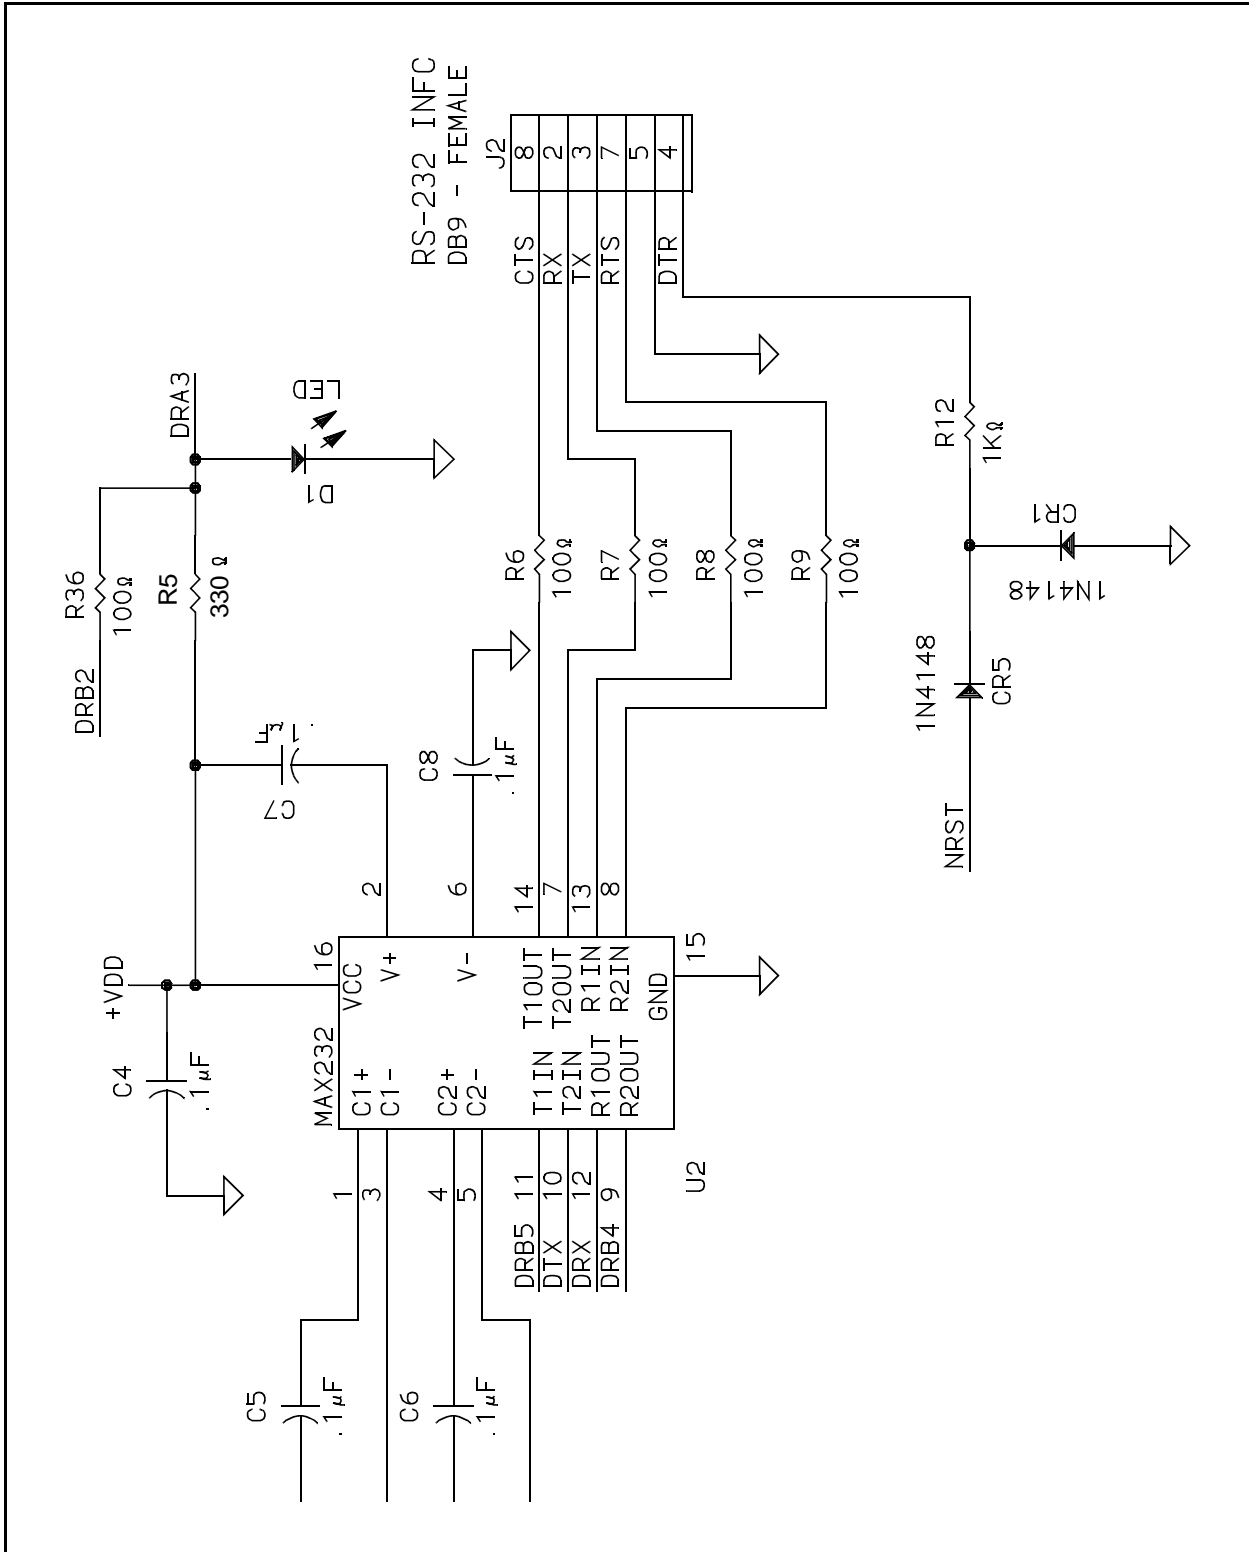 RS-232 INFC
DB9 - FEMALE
J2
8
2
3
7
5
4
CTS
RX
TX
RTS
DTR
DRA3
LED
D1
R36
100Ω
DRB2
R5
330 Ω
C7
.1µF
C8
.1µF
R6
100Ω
R7
100Ω
R8
100Ω
R9
100Ω
R12
1KΩ
CR1
1N4148
1N4148
CR5
NRST
+VDD
C4
.1µF
16
2
6
14
7
13
8
15
MAX232
VCC
V+
V-
T1OUT
T2OUT
R1IN
R2IN
GND
C1+
C1-
C2+
C2-
T1IN
T2IN
R1OUT
R2OUT
U2
1
3
4
5
11
10
12
9
DRB5
DTX
DRX
DRB4
C5
.1µF
C6
.1µF